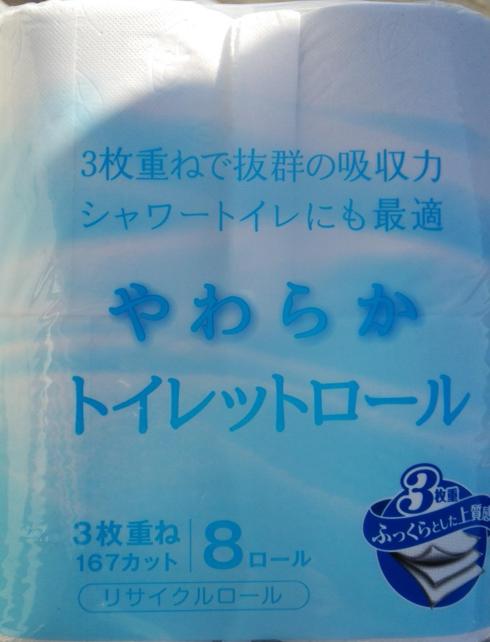 3枚重ねで抜群の吸収力
シャワートイレにも最適
やわらか
トイレットロール
3枚重ね
167カット
8ロール
リサイクルロール
3枚重
ふっくらとした上質感